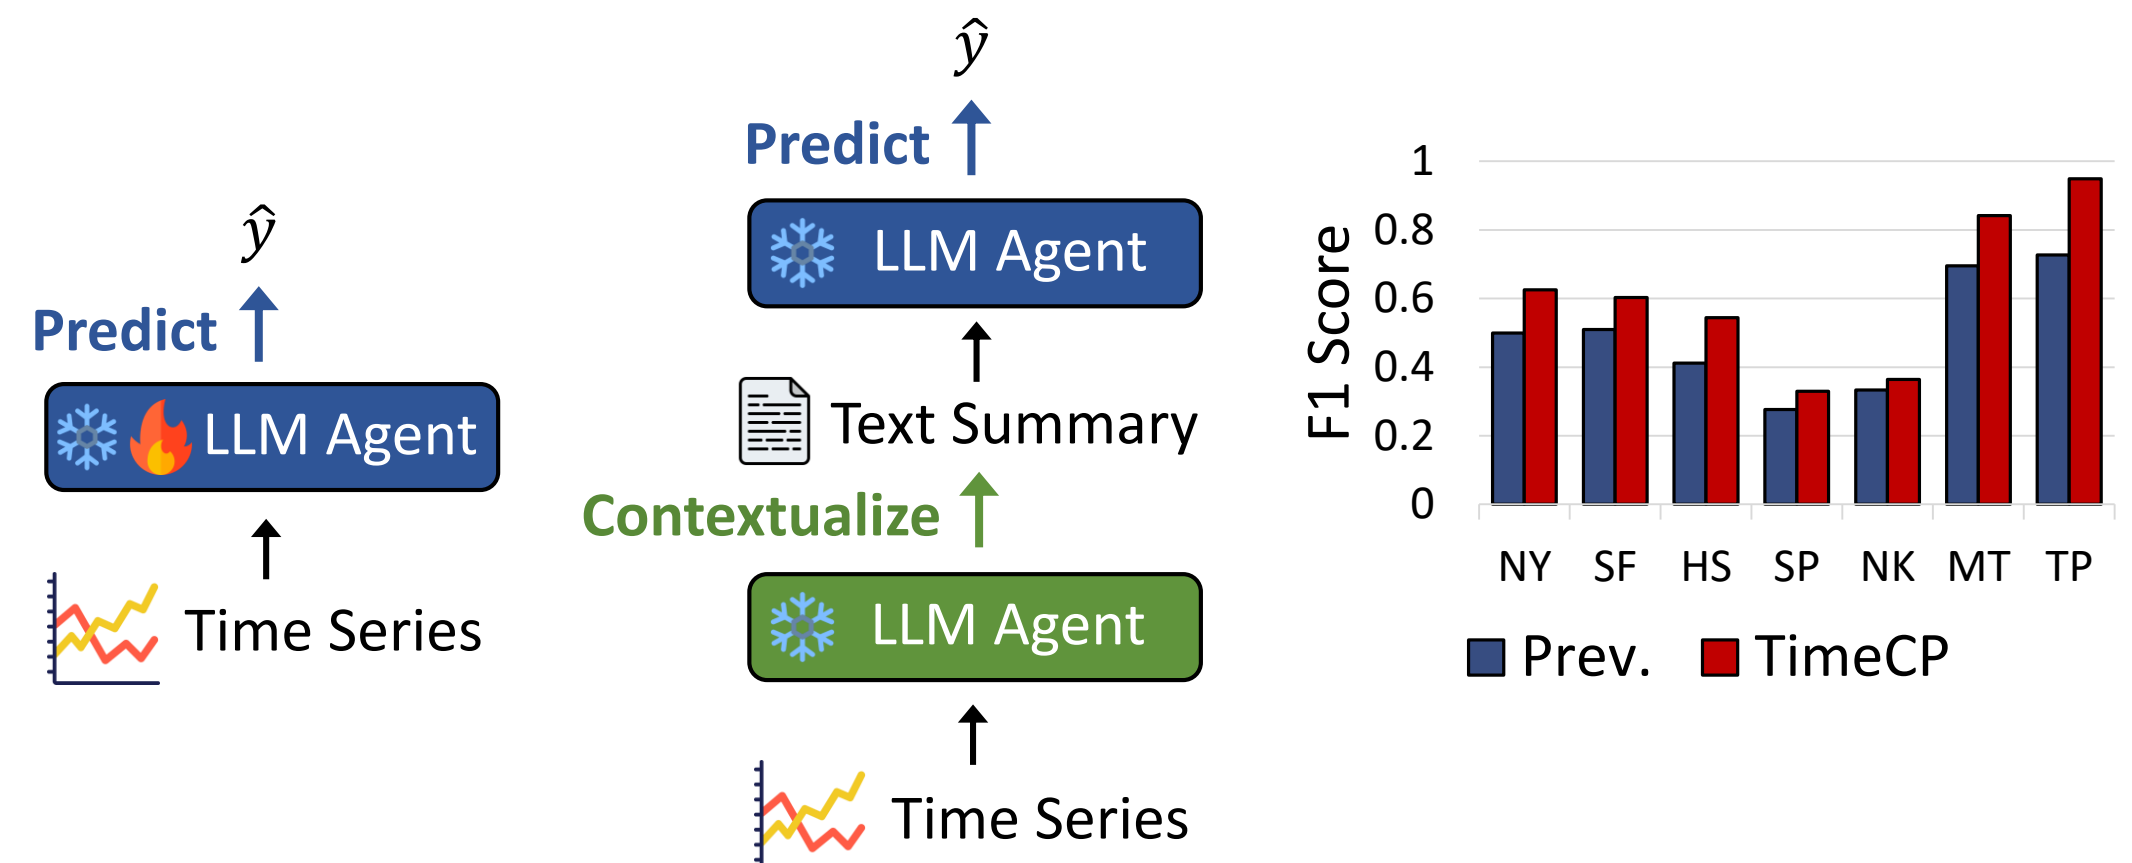 ŷ
Predict
LLM Agent
Time Series
ŷ
Predict
LLM Agent
Text Summary
Contextualize
LLM Agent
Time Series
F1 Score
1
0.8
0.6
0.4
0.2
0
NY SF HS SP NK MT TP
Prev. TimeCP